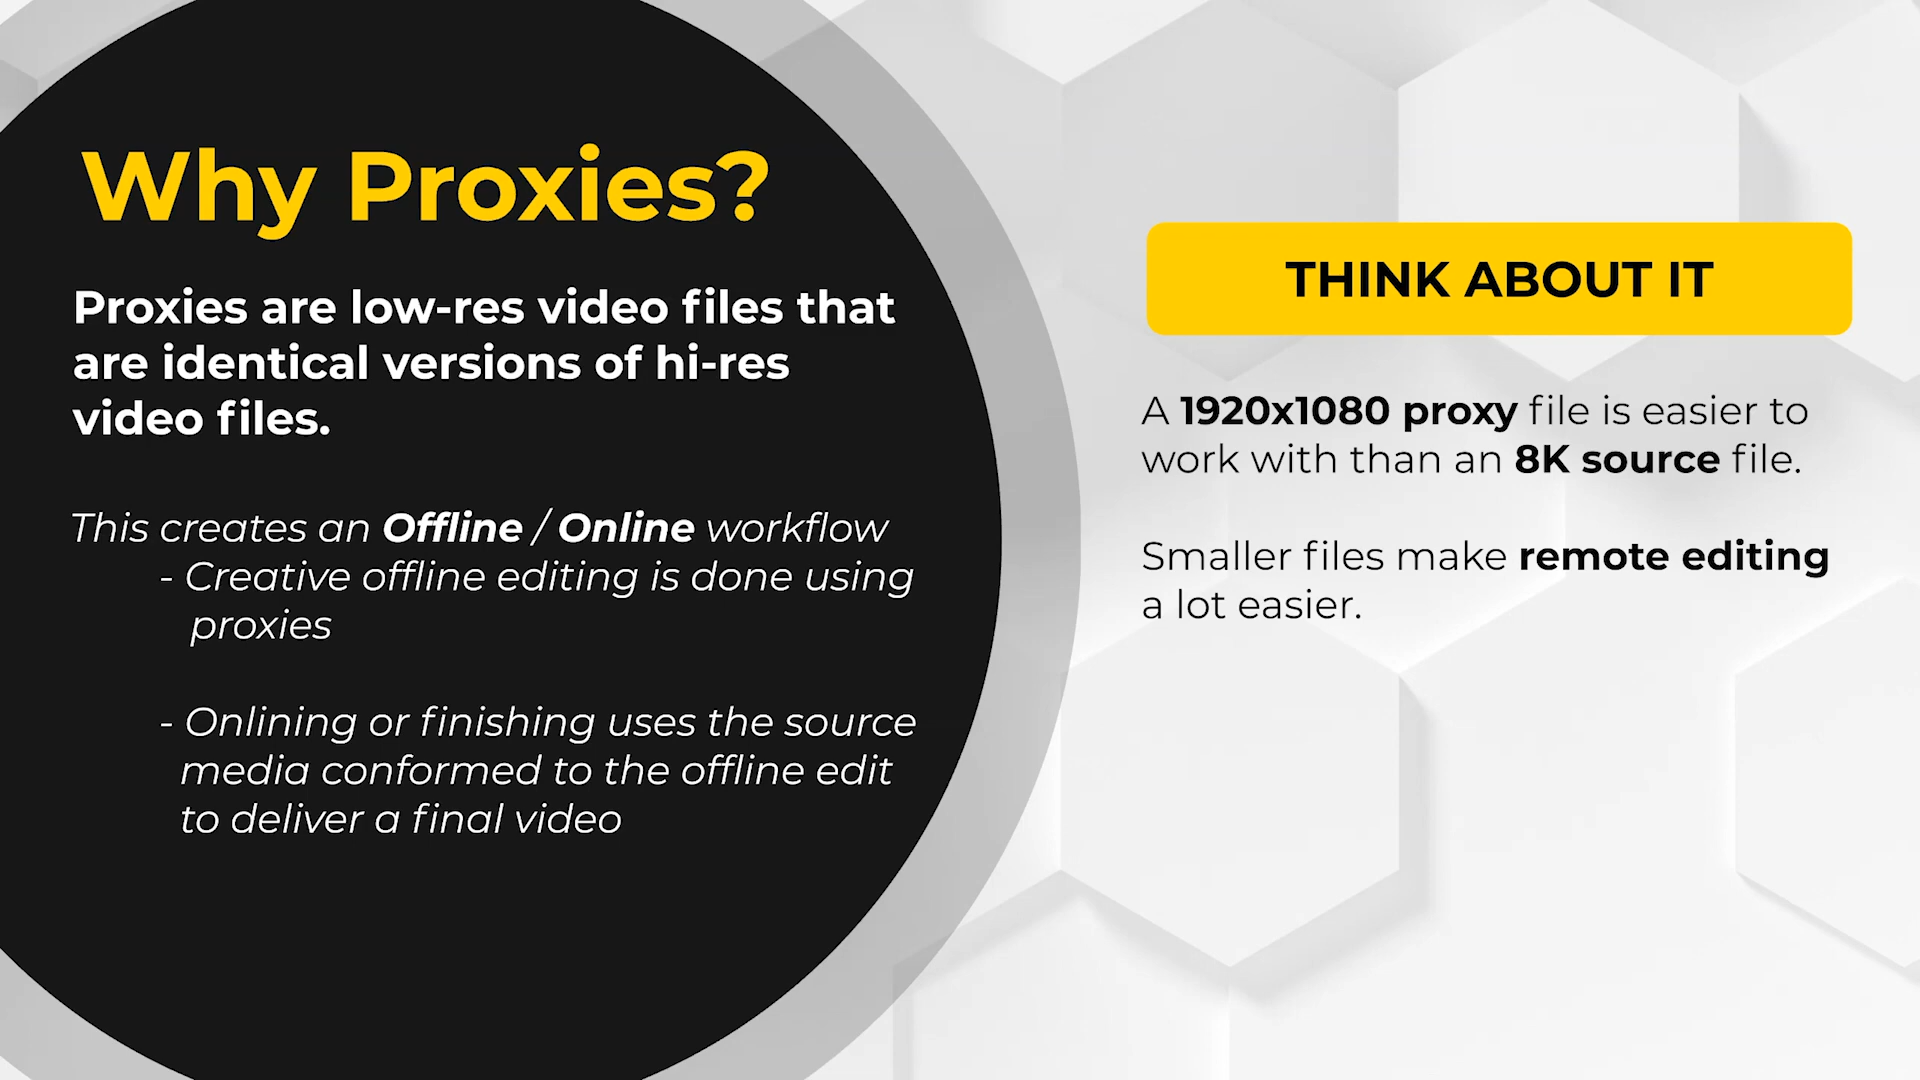 Why Proxies?
Proxies are low-res video files that
are identical versions of hi-res
video files.
This creates an Offline / Online workflow
- Creative offline editing is done using
proxies
- Onlining or finishing uses the source
media conformed to the offline edit
to deliver a final video
THINK ABOUT IT
A 1920x1080 proxy file is easier to
work with than an 8K source file.
Smaller files make remote editing
a lot easier.